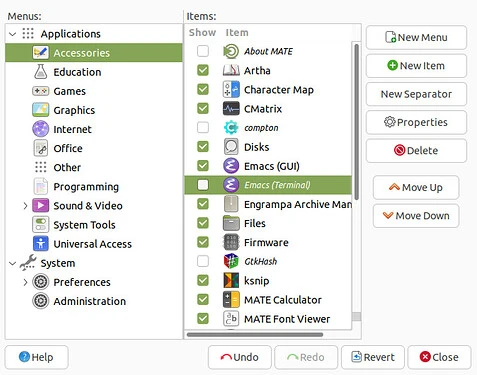 Menus:
Applications
Accessories
Education
Games
Graphics
Internet
Office
Other
Programming
Sound & Video
System Tools
Universal Access
System
Preferences
Administration
Items:
Show Item
About MATE
Artha
Character Map
CMatrix
compton
Disks
Emacs (GUI)
Emacs (Terminal)
Engrampa Archive Man
Files
Firmware
GtkHash
ksnip
MATE Calculator
MATE Font Viewer
New Menu
New Item
New Separator
Properties
Delete
Move Up
Move Down
Help
Undo
Redo
Revert
Close